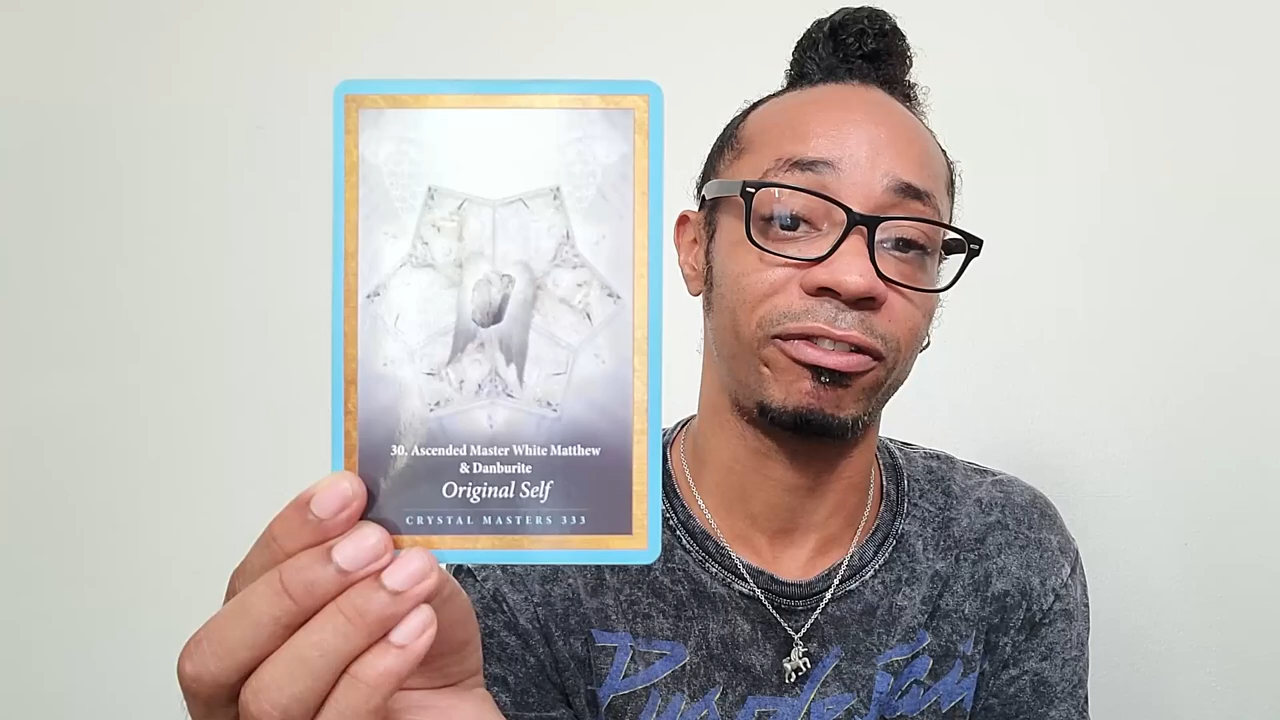 30. Ascended Master White Matthew
& Danburite
Original Self
CRYSTAL MASTERS 333